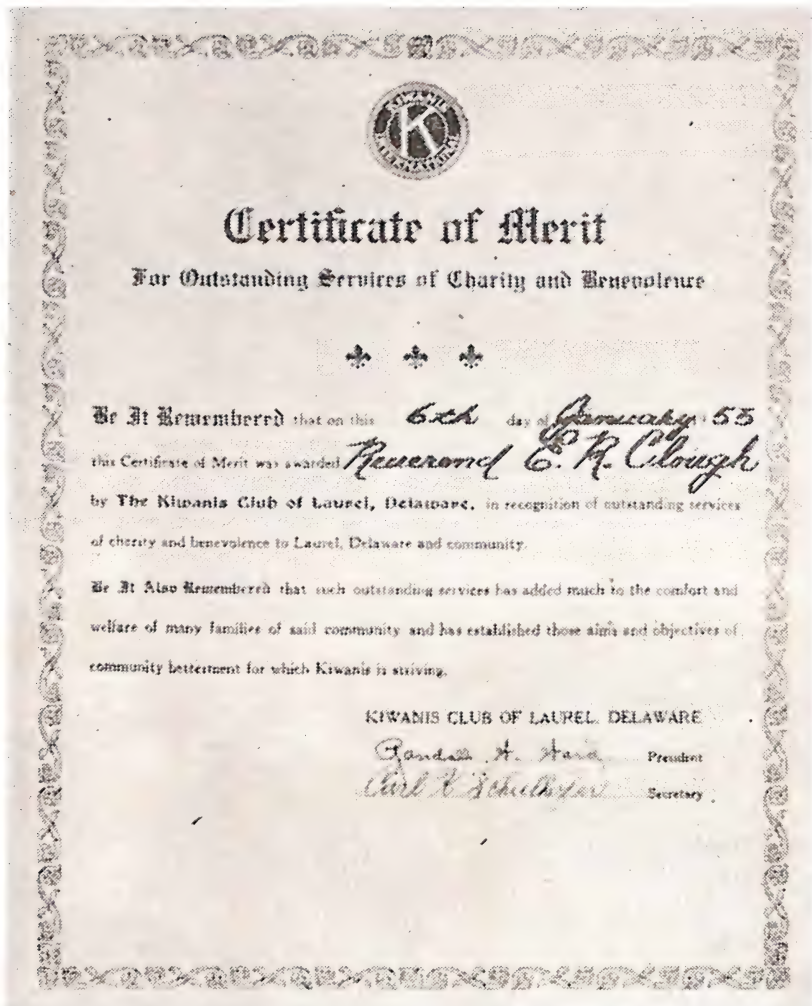 KIWANIS
K
INTERNATIONAL
Certificate of Merit
For Outstanding Services of Charity and Benevolence
Be It Remembered that on this 6th day of January 55
this Certificate of Merit was awarded Reverend E. R. Clough
by The Kiwanis Club of Laurel, Delaware, in recognition of outstanding services
of charity and benevolence to Laurel, Delaware and community.
Be It Also Remembered that such outstanding services has added much to the comfort and
welfare of many families of said community and has established those aims and objectives of
community betterment for which Kiwanis is striving.
KIWANIS CLUB OF LAUREL, DELAWARE
Randall H. President
Carl K Secretary